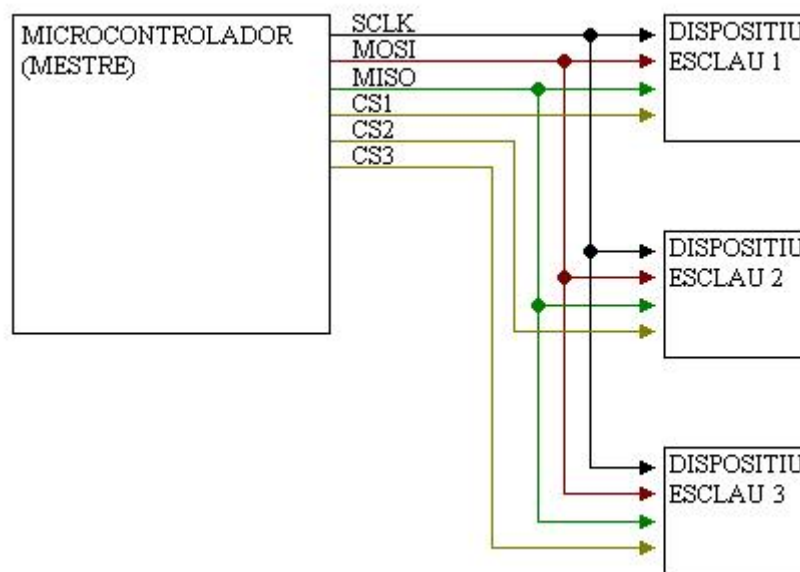 MICROCONTROLADOR
(MESTRE)
SCLK
MOSI
MISO
CS1
CS2
CS3
DISPOSITIU
ESCLAU 1
DISPOSITIU
ESCLAU 2
DISPOSITIU
ESCLAU 3